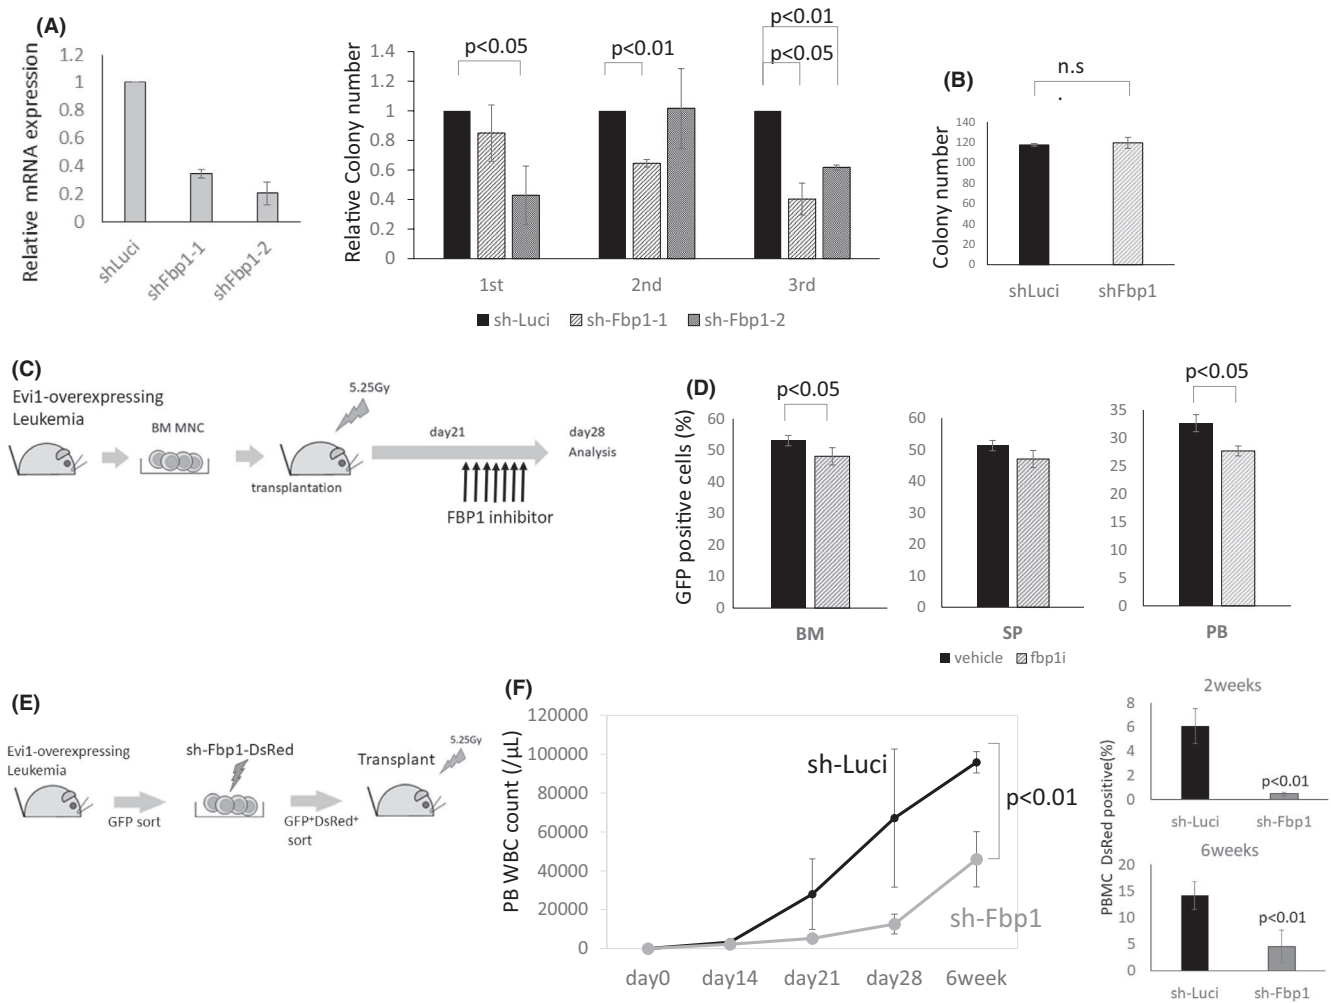 (A)
Relative mRNA expression
1.2
1
0.8
0.6
0.4
0.2
0
shLuci
shFbp1-1
shFbp1-2
Relative Colony number
1.4
1.2
1
0.8
0.6
0.4
0.2
0
p<0.05
p<0.01
p<0.01
p<0.05
1st
2nd
3rd
sh-Luci
sh-Fbp1-1
sh-Fbp1-2
(B)
n.s
.
Colony number
140
120
100
80
60
40
20
0
shLuci
shFbp1
(C)
Evi1-overexpressing
Leukemia
BM MNC
transplantation
5.25Gy
day21
day28
Analysis
FBP1 inhibitor
(D)
GFP positive cells (%)
p<0.05
60
50
40
30
20
10
0
BM
60
50
40
30
20
10
0
SP
p<0.05
35
30
25
20
15
10
5
0
PB
vehicle
fbp1i
(E)
Evi1-overexpressing
Leukemia
GFP sort
sh-Fbp1-DsRed
GFP+DsRed+
sort
Transplant
5.25Gy
(F)
PB WBC count (/μL)
120000
100000
80000
60000
40000
20000
0
sh-Luci
p<0.01
sh-Fbp1
day0
day14
day21
day28
6week
PBMC DsRed positive(%)
2weeks
8
6
4
2
0
p<0.01
sh-Luci
sh-Fbp1
6weeks
20
15
10
5
0
p<0.01
sh-Luci
sh-Fbp1